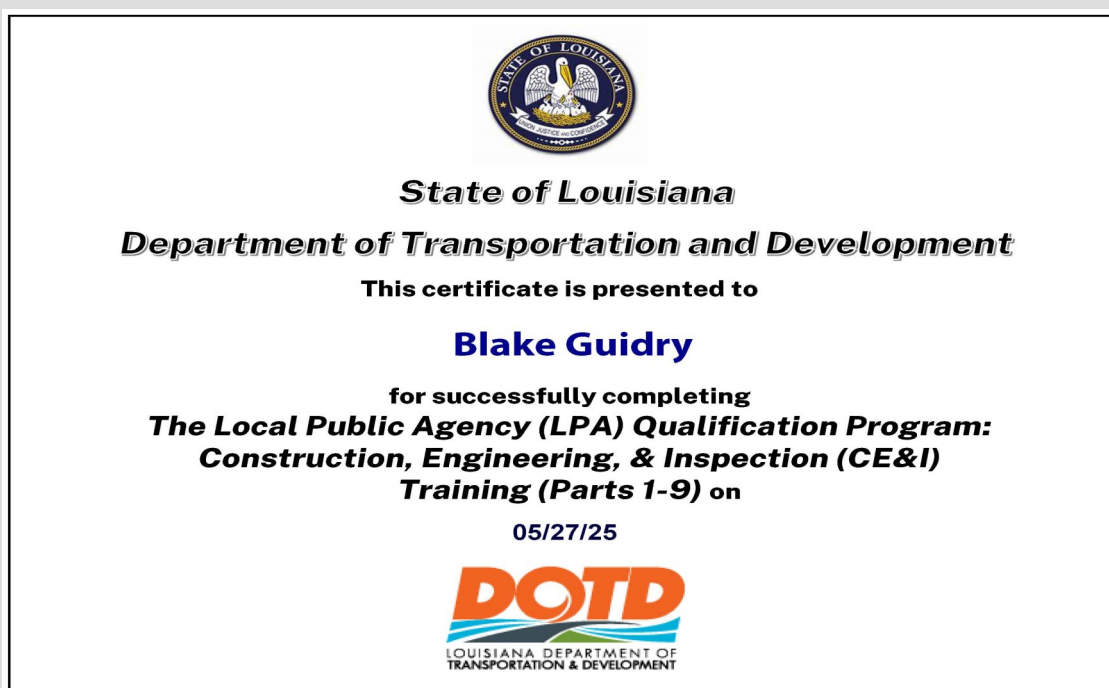 STATE OF LOUISIANA
UNION JUSTICE AND CONFIDENCE
State of Louisiana
Department of Transportation and Development
This certificate is presented to
Blake Guidry
for successfully completing
The Local Public Agency (LPA) Qualification Program:
Construction, Engineering, & Inspection (CE&I)
Training (Parts 1-9) on
05/27/25
DOTD
LOUISIANA DEPARTMENT OF
TRANSPORTATION & DEVELOPMENT